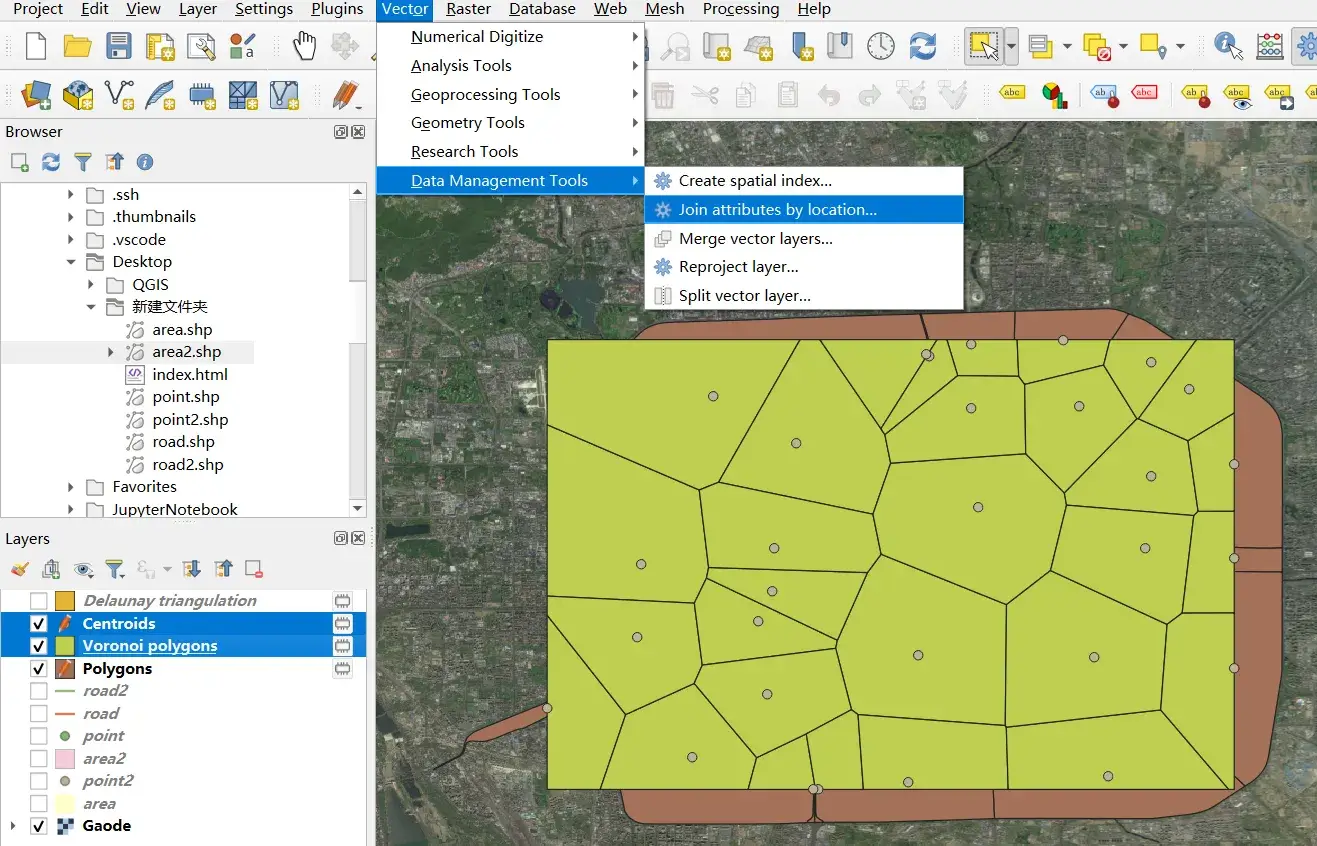 Project Edit View Layer Settings Plugins Vector Raster Database Web Mesh Processing Help
Numerical Digitize
Analysis Tools
Geoprocessing Tools
Geometry Tools
Research Tools
Data Management Tools
Create spatial index...
Join attributes by location...
Merge vector layers...
Reproject layer...
Split vector layer...
Browser
.ssh
.thumbnails
.vscode
Desktop
QGIS
新建文件夹
area.shp
area2.shp
index.html
point.shp
point2.shp
road.shp
road2.shp
Favorites
JupyterNotebook
Layers
Delaunay triangulation
Centroids
Voronoi polygons
Polygons
road2
road
point
area2
point2
area
Gaode